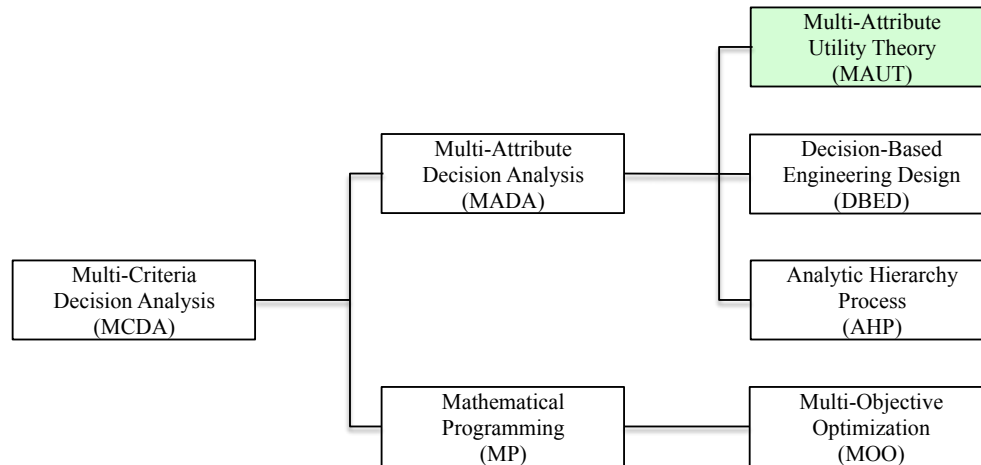 Multi-Attribute
Utility Theory
(MAUT)
Multi-Attribute
Decision Analysis
(MADA)
Decision-Based
Engineering Design
(DBED)
Multi-Criteria
Decision Analysis
(MCDA)
Analytic Hierarchy
Process
(AHP)
Mathematical
Programming
(MP)
Multi-Objective
Optimization
(MOO)